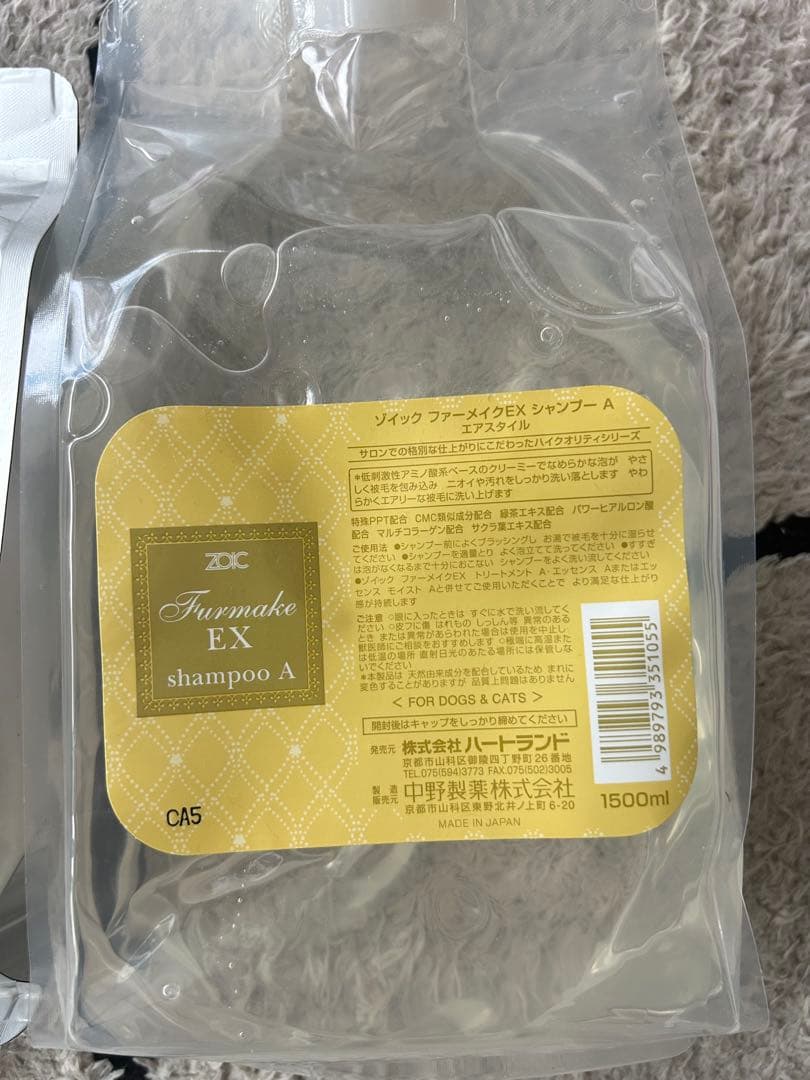 ゾイック ファーメイクEX シャンプー A
エアスタイル
サロンでの格別な仕上がりにこだわったハイクオリティシリーズ
*低刺激性アミノ酸系ベースのクリーミーでなめらかな泡が やさ
しく被毛を包み込み ニオイや汚れをしっかり洗い落とします やわ
らかくエアリーな被毛に洗い上げます
特殊PPT配合 CMC類似成分配合 緑茶エキス配合 パワーヒアルロン酸
配合 マルチコラーゲン配合 サクラ葉エキス配合
ご使用法 ●シャンプー前によくブラッシングし お湯で被毛を十分に湿らせ
てください ●シャンプーを適量とり よく泡立てて洗ってください ●すすぎ
は泡がなくなるまで十分におこない シャンプーをよく洗い流してください
●ゾイック ファーメイクEX トリートメント A・エッセンス Aまたはエッ
センス モイスト Aと併せてご使用いただくことで より満足な仕上がり
感が持続します
ご注意 ○眼に入ったときは すぐに水で洗い流してく
ださい ○皮フに傷 はれもの しっしん等 異常のある
とき または異常があらわれた場合は使用を中止し
獣医師にご相談をおすすめします ○極端に高温また
は低温の場所 直射日光のあたる場所には保管しな
いでください
*本製品は 天然由来成分を配合しているため まれに
変色することがありますが 品質上問題はありません
< FOR DOGS & CATS >
開封後はキャップをしっかり締めてください
発売元 株式会社 ハートランド
京都市山科区御陵四丁野町26番地
TEL.075(594)3773 FAX.075(502)3005
製造販売元 中野製薬株式会社
京都市山科区東野北井ノ上町 6-20
MADE IN JAPAN
1500ml
4 989793 351055
ZOIC
Furmake
EX
shampoo A
CA5